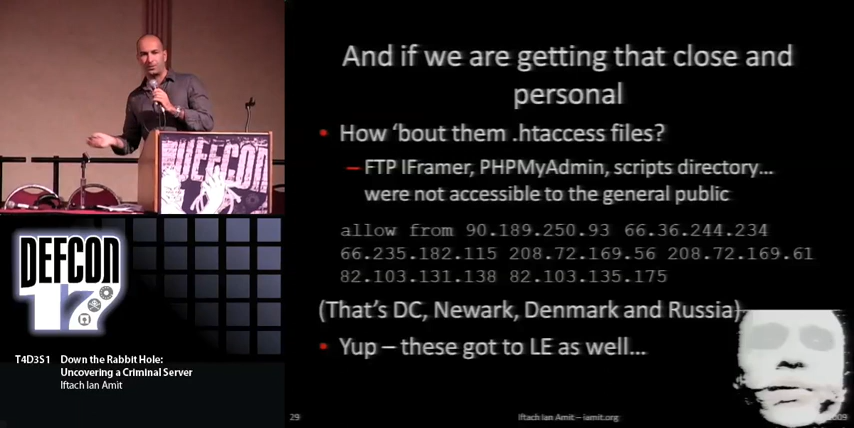 And if we are getting that close and
personal
• How ‘bout them .htaccess files?
– FTP IFramer, PHPMyAdmin, scripts directory…
were not accessible to the general public
allow from 90.189.250.93 66.36.244.234
66.235.182.115 208.72.169.56 208.72.169.61
82.103.131.138 82.103.135.175
(That’s DC, Newark, Denmark and Russia)
• Yup – these got to LE as well…
29
Iftach Ian Amit – iamit.org
DEFCON
DEFCON
17
T4D3S1 Down the Rabbit Hole:
Uncovering a Criminal Server
Iftach Ian Amit